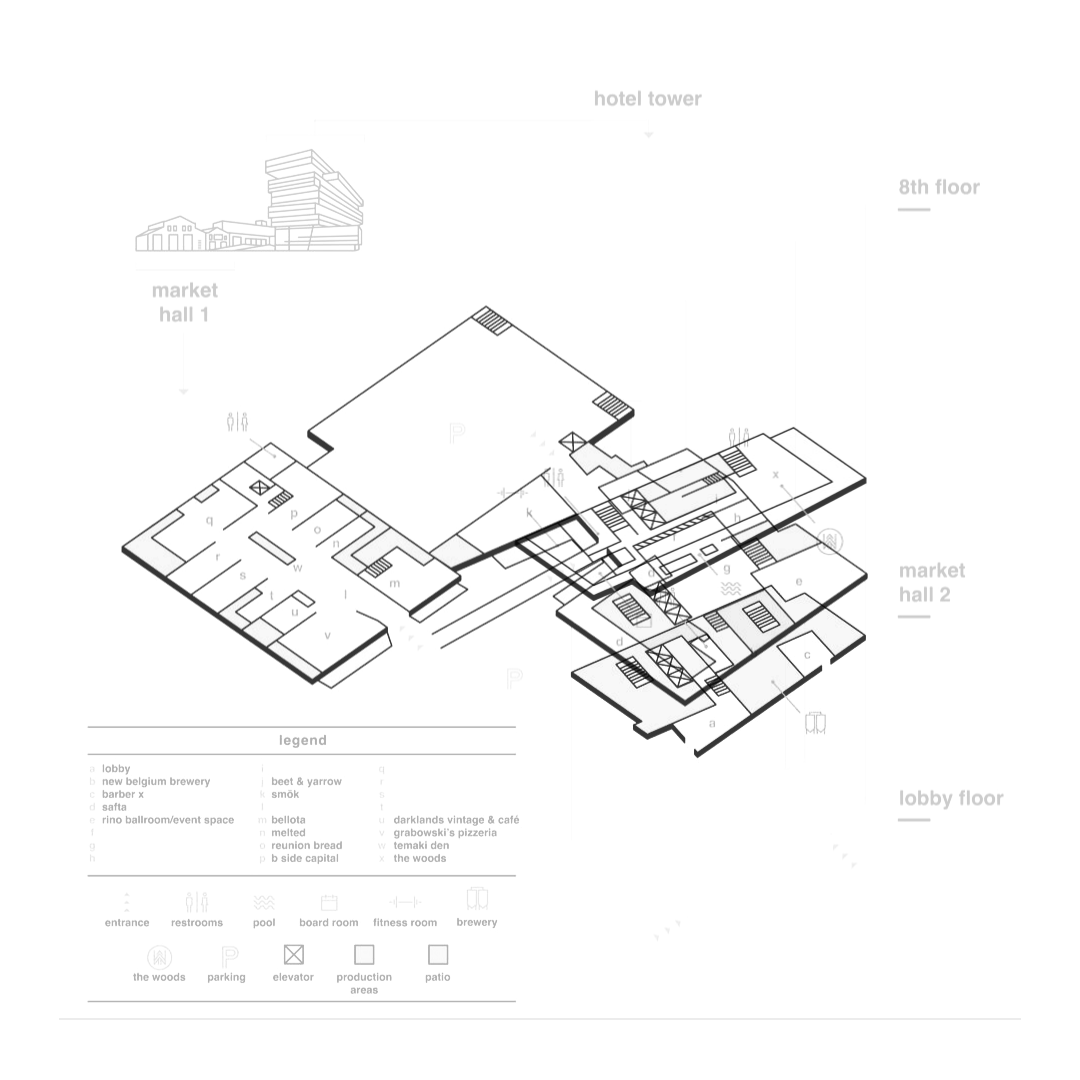 hotel tower
8th floor
market
hall 1
P
q
p
o
n
r
s
w
t
u
l
m
v
k
x
h
g
e
d
d
c
a
P
market
hall 2
lobby floor
legend
a lobby
b new belgium brewery
c barber x
d safta
e rino ballroom/event space
f
g
h
i
j beet & yarrow
k smök
l
m bellota
n melted
o reunion bread
p b side capital
q
r
s
t
u darklands vintage & café
v grabowski's pizzeria
w temaki den
x the woods
entrance
restrooms
pool
board room
fitness room
brewery
the woods
P
parking
elevator
production
areas
patio